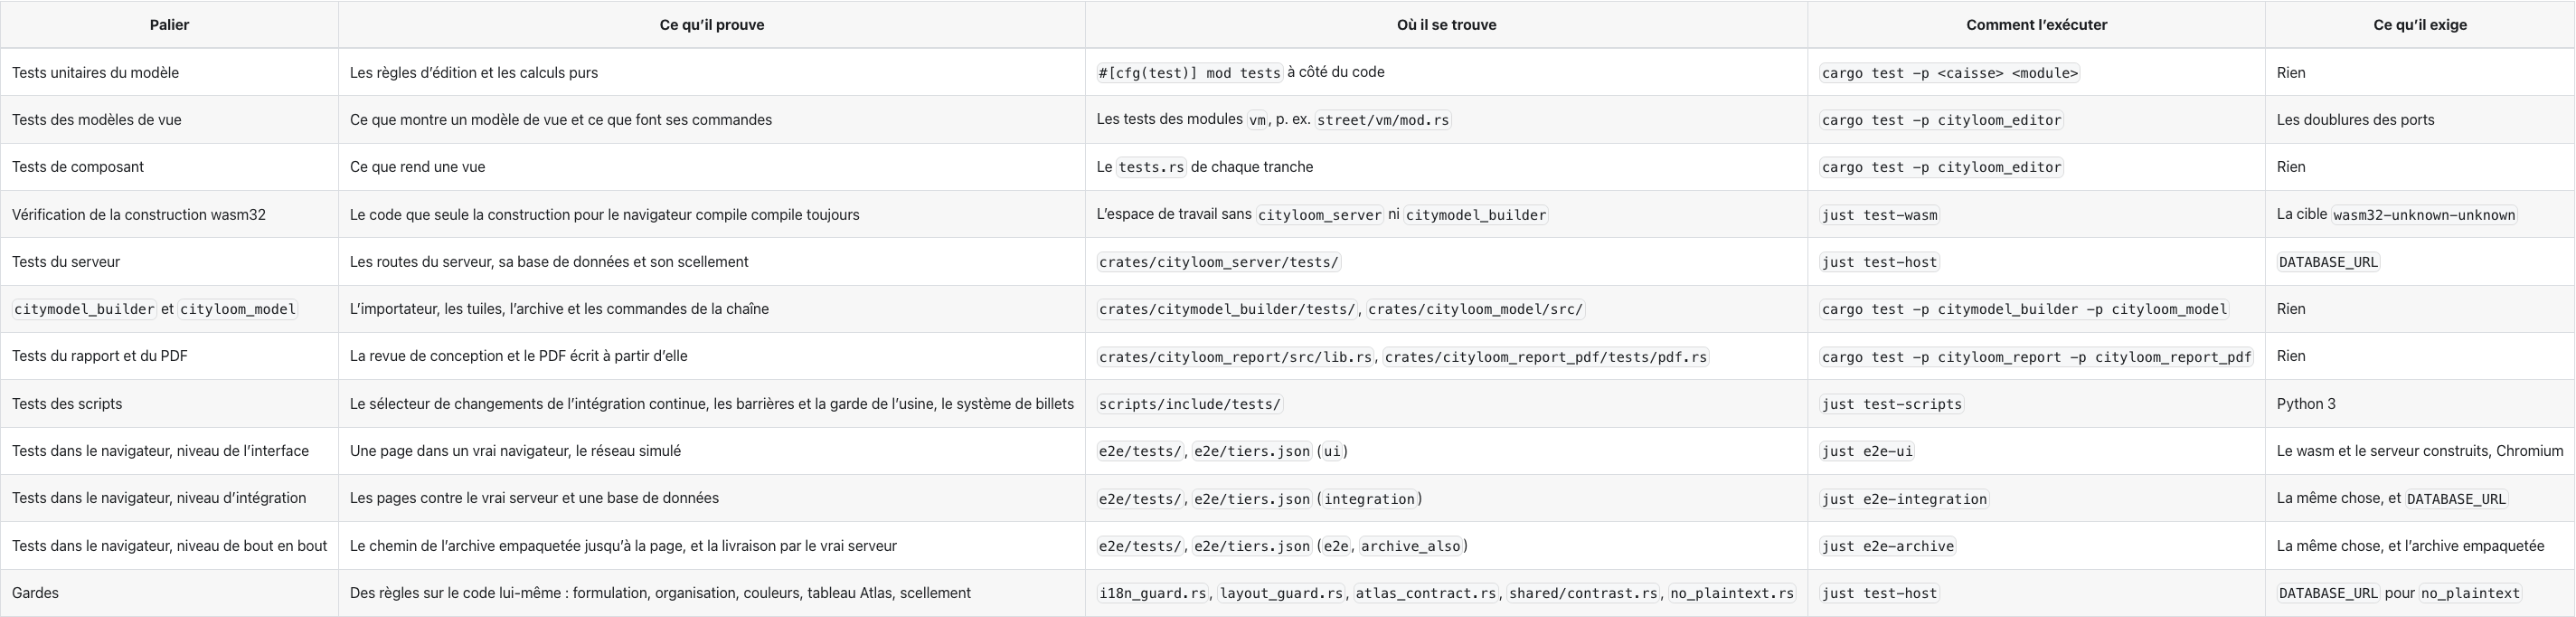 Palier Ce qu’il prouve Où il se trouve Comment l’exécuter Ce qu’il exige
Tests unitaires du modèle Les règles d’édition et les calculs purs #[cfg(test)] mod tests à côté du code cargo test -p <caisse> <module> Rien
Tests des modèles de vue Ce que montre un modèle de vue et ce que font ses commandes Les tests des modules vm, p. ex. street/vm/mod.rs cargo test -p cityloom_editor Les doublures des ports
Tests de composant Ce que rend une vue Le tests.rs de chaque tranche cargo test -p cityloom_editor Rien
Vérification de la construction wasm32 Le code que seule la construction pour le navigateur compile compile toujours L’espace de travail sans cityloom_server ni citymodel_builder just test-wasm La cible wasm32-unknown-unknown
Tests du serveur Les routes du serveur, sa base de données et son scellement crates/cityloom_server/tests/ just test-host DATABASE_URL
citymodel_builder et cityloom_model L’importateur, les tuiles, l’archive et les commandes de la chaîne crates/citymodel_builder/tests/, crates/cityloom_model/src/ cargo test -p citymodel_builder -p cityloom_model Rien
Tests du rapport et du PDF La revue de conception et le PDF écrit à partir d’elle crates/cityloom_report/src/lib.rs, crates/cityloom_report_pdf/tests/pdf.rs cargo test -p cityloom_report -p cityloom_report_pdf Rien
Tests des scripts Le sélecteur de changements de l’intégration continue, les barrières et la garde de l’usine, le système de billets scripts/include/tests/ just test-scripts Python 3
Tests dans le navigateur, niveau de l’interface Une page dans un vrai navigateur, le réseau simulé e2e/tests/, e2e/tiers.json (ui) just e2e-ui Le wasm et le serveur construits, Chromium
Tests dans le navigateur, niveau d’intégration Les pages contre le vrai serveur et une base de données e2e/tests/, e2e/tiers.json (integration) just e2e-integration La même chose, et DATABASE_URL
Tests dans le navigateur, niveau de bout en bout Le chemin de l’archive empaquetée jusqu’à la page, et la livraison par le vrai serveur e2e/tests/, e2e/tiers.json (e2e, archive_also) just e2e-archive La même chose, et l’archive empaquetée
Gardes Des règles sur le code lui-même : formulation, organisation, couleurs, tableau Atlas, scellement i18n_guard.rs, layout_guard.rs, atlas_contract.rs, shared/contrast.rs, no_plaintext.rs just test-host DATABASE_URL pour no_plaintext